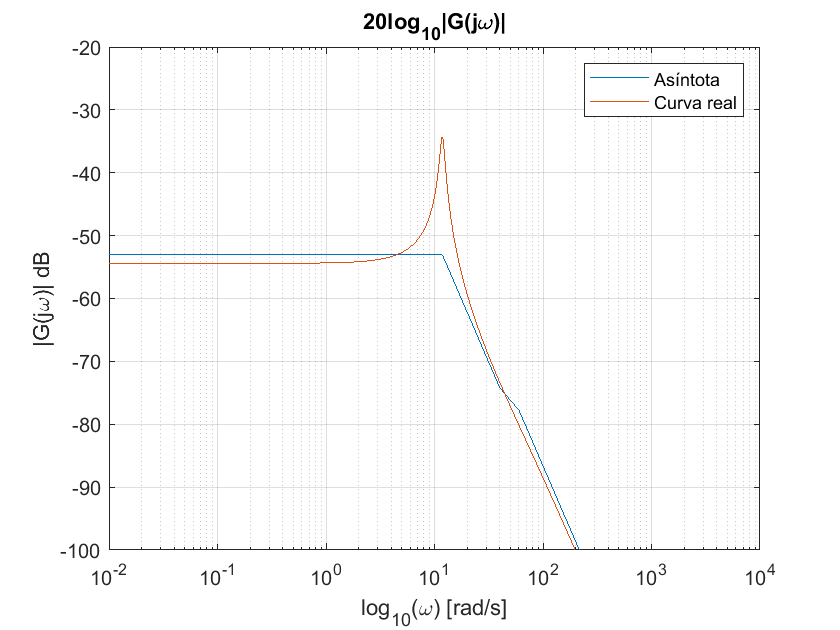 20log₁₀|G(jω)|
Asíntota
Curva real
|G(jω)| dB
-20
-30
-40
-50
-60
-70
-80
-90
-100
10⁻² 10⁻¹ 10⁰ 10¹ 10² 10³ 10⁴
log₁₀(ω) [rad/s]